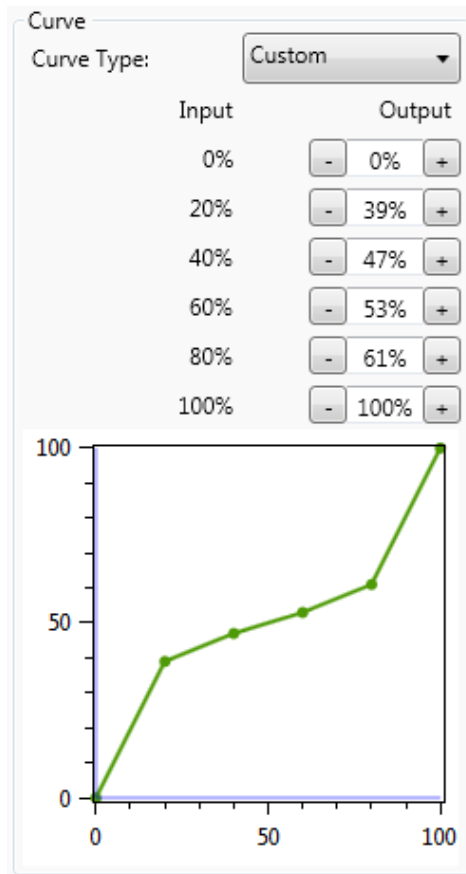 Curve
Curve Type: Custom
Input Output
0% - 0% +
20% - 39% +
40% - 47% +
60% - 53% +
80% - 61% +
100% - 100% +
100
50
0
0 50 100